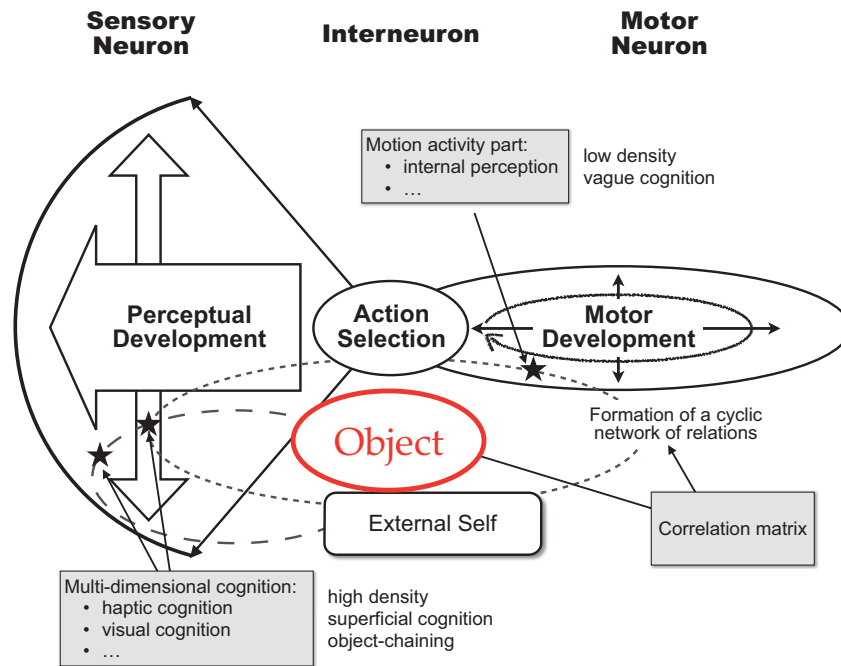 Sensory
Neuron
Interneuron
Motor
Neuron
Motion activity part:
• internal perception
• …
low density
vague cognition
Perceptual
Development
Action
Selection
Motor
Development
Object
Formation of a cyclic
network of relations
External Self
Correlation matrix
Multi-dimensional cognition:
• haptic cognition
• visual cognition
• …
high density
superficial cognition
object-chaining